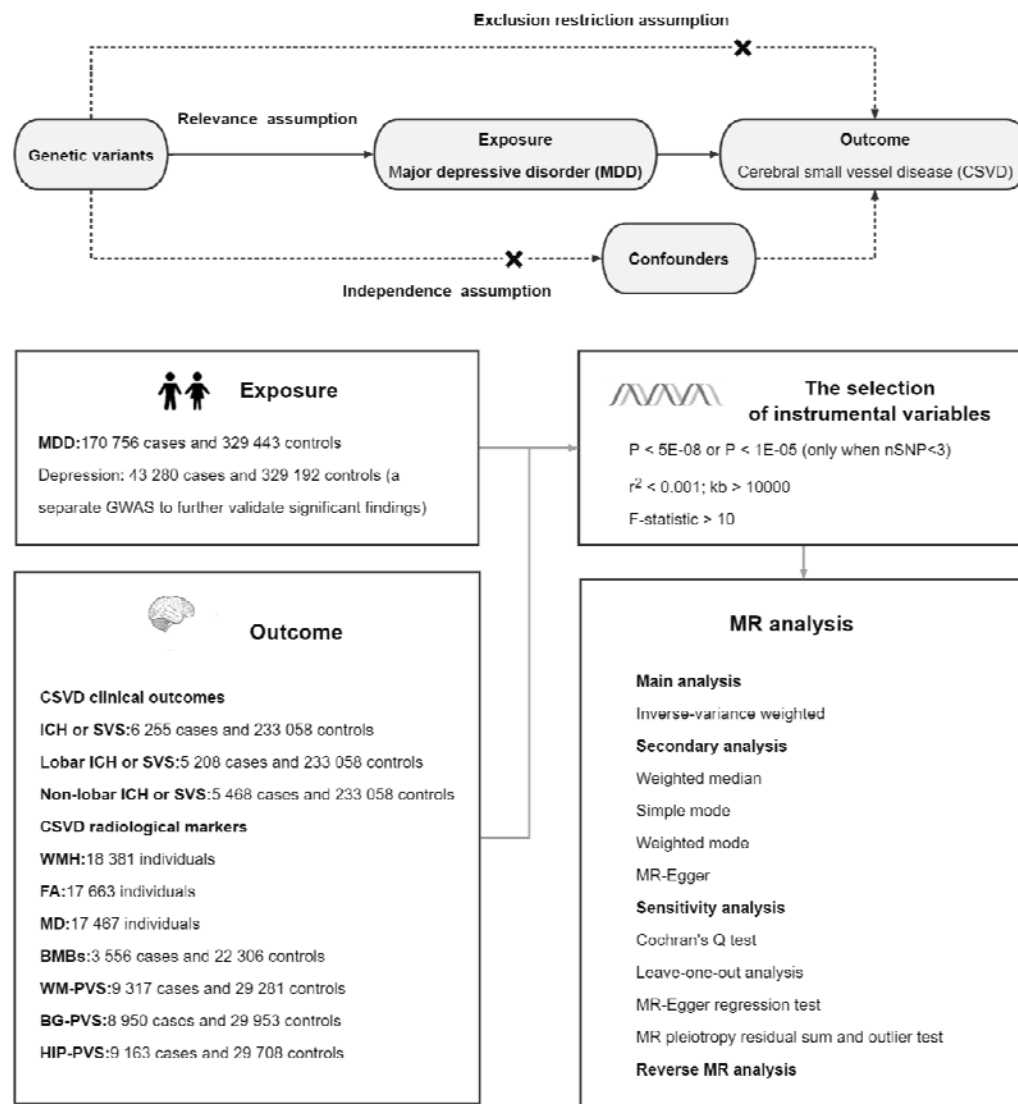 Exclusion restriction assumption
Relevance assumption
Genetic variants
Exposure
Major depressive disorder (MDD)
Outcome
Cerebral small vessel disease (CSVD)
Confounders
Independence assumption
Exposure
MDD:170 756 cases and 329 443 controls
Depression: 43 280 cases and 329 192 controls (a
separate GWAS to further validate significant findings)
The selection
of instrumental variables
P < 5E-08 or P < 1E-05 (only when nSNP<3)
r² < 0.001; kb > 10000
F-statistic > 10
Outcome
CSVD clinical outcomes
ICH or SVS:6 255 cases and 233 058 controls
Lobar ICH or SVS:5 208 cases and 233 058 controls
Non-lobar ICH or SVS:5 468 cases and 233 058 controls
CSVD radiological markers
WMH:18 381 individuals
FA:17 663 individuals
MD:17 467 individuals
BMBs:3 556 cases and 22 306 controls
WM-PVS:9 317 cases and 29 281 controls
BG-PVS:8 950 cases and 29 953 controls
HIP-PVS:9 163 cases and 29 708 controls
MR analysis
Main analysis
Inverse-variance weighted
Secondary analysis
Weighted median
Simple mode
Weighted mode
MR-Egger
Sensitivity analysis
Cochran's Q test
Leave-one-out analysis
MR-Egger regression test
MR pleiotropy residual sum and outlier test
Reverse MR analysis